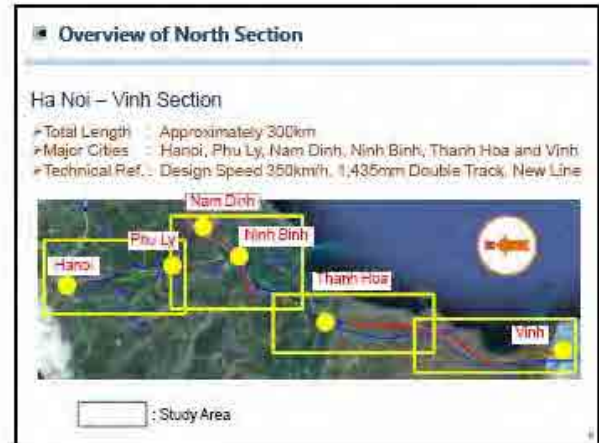 Overview of North Section
Ha Noi – Vinh Section
Total Length : Approximately 300km
Major Cities : Hanoi, Phu Ly, Nam Dinh, Ninh Binh, Thanh Hoa and Vinh
Technical Ref. : Design Speed 350km/h, 1,435mm Double Track, New Line
Nam Dinh
Phu Ly
Ninh Binh
Hanoi
Thanh Hoa
Vinh
: Study Area